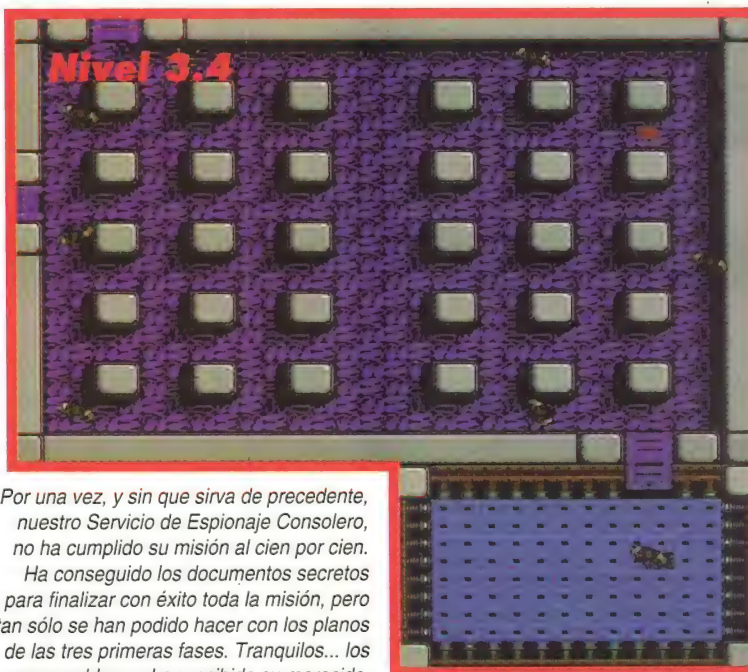 Nivel 3.4
Por una vez, y sin que sirva de precedente,
nuestro Servicio de Espionaje Consolero,
no ha cumplido su misión al cien por cien.
Ha conseguido los documentos secretos
para finalizar con éxito toda la misión, pero
tan sólo se han podido hacer con los planos
de las tres primeras fases. Tranquilos... los